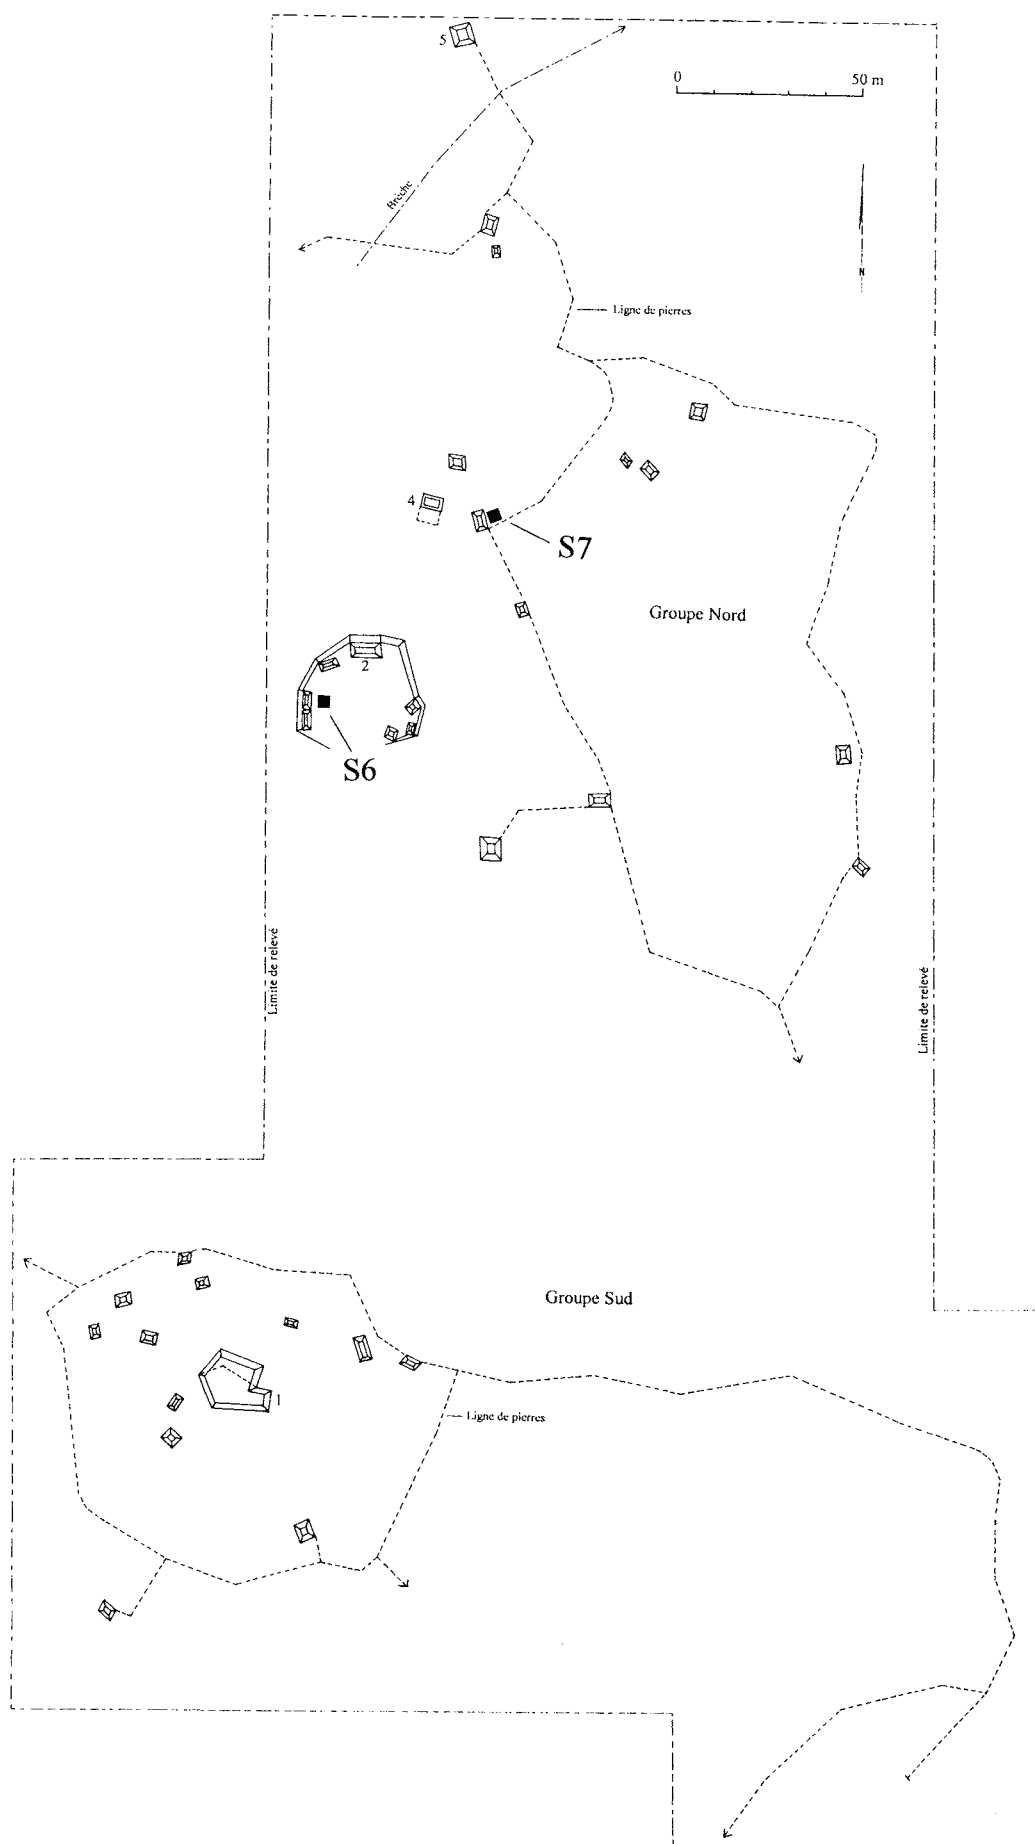 5
0 50 m
Brèche
N
Ligne de pierres
4
S7
Groupe Nord
2
S6
Limite de relevé
Limite de relevé
Groupe Sud
1
Ligne de pierres